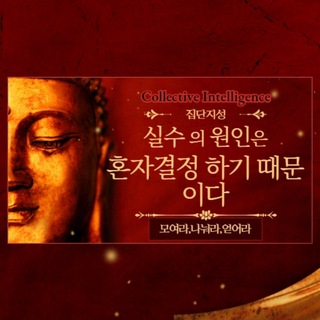 Collective Intelligence
집단지성
실수 의 원인은
혼자결정 하기 때문
이다
모여라,나눠라,얻어라